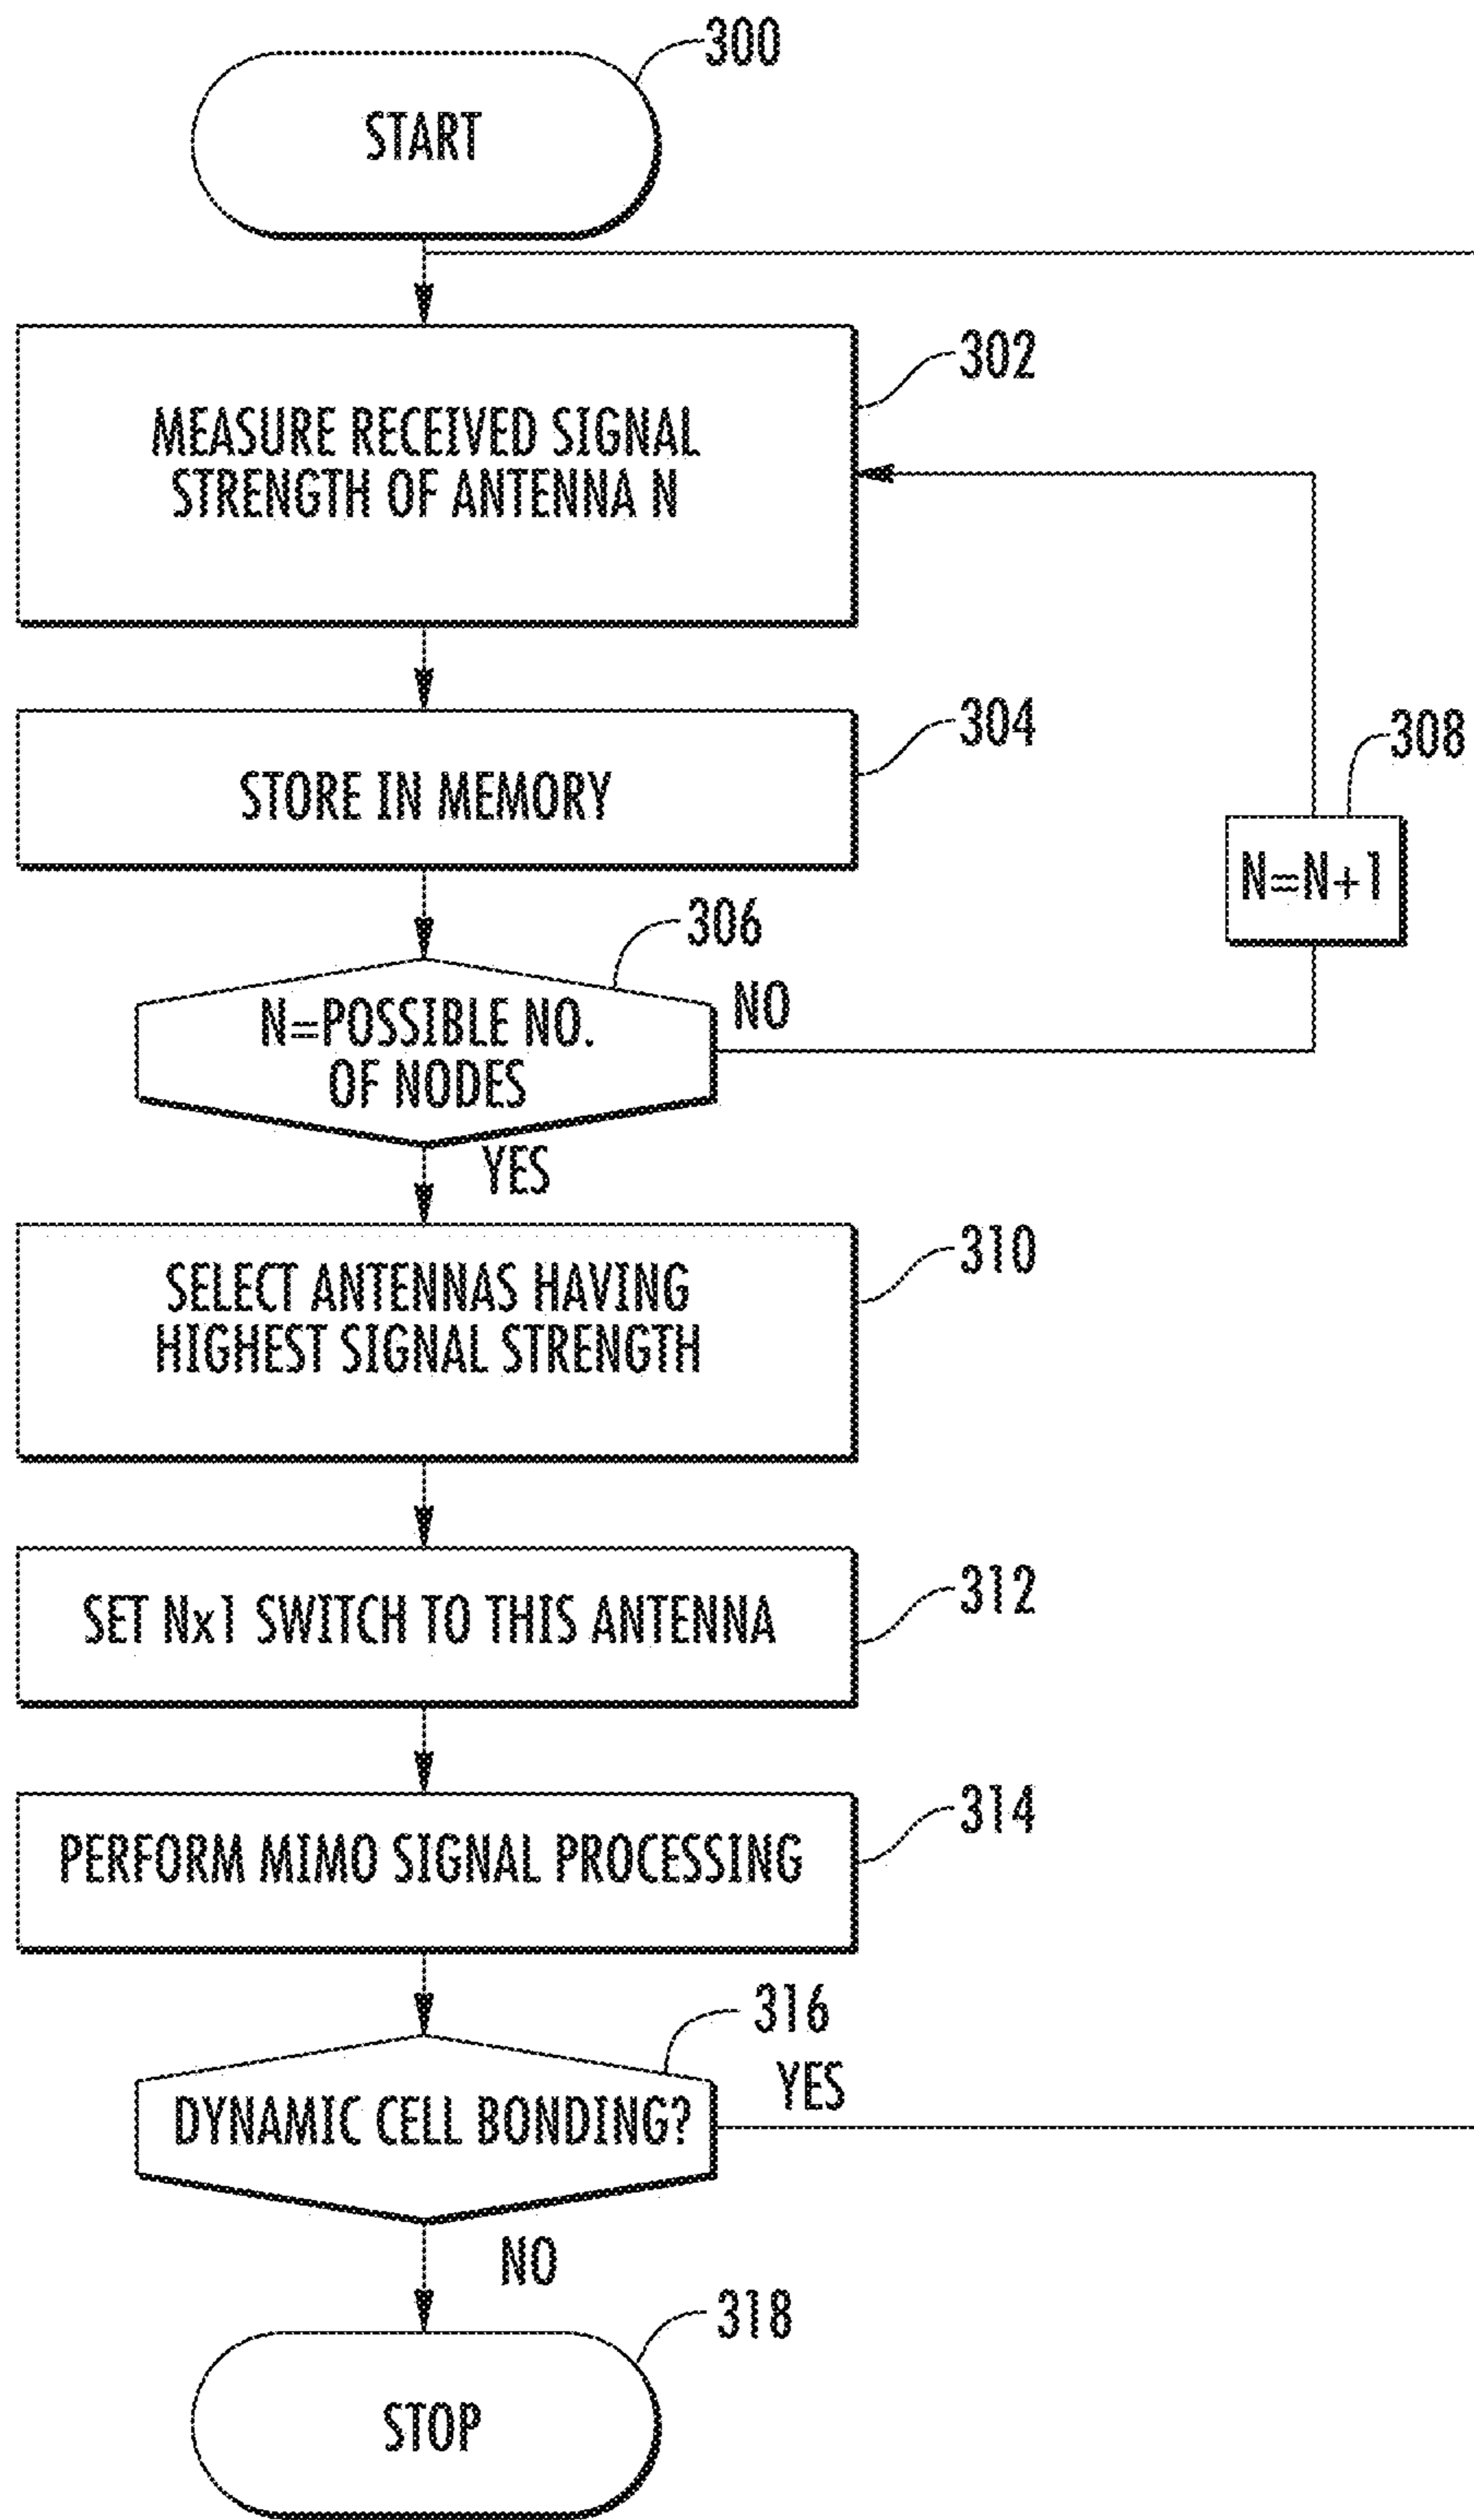 300
START
302
MEASURE RECEIVED SIGNAL
STRENGTH OF ANTENNA N
304
STORE IN MEMORY
308
N=N+1
306
N=POSSIBLE NO.
OF NODES
NO
YES
310
SELECT ANTENNAS HAVING
HIGHEST SIGNAL STRENGTH
312
SET Nx1 SWITCH TO THIS ANTENNA
314
PERFORM MIMO SIGNAL PROCESSING
316
DYNAMIC CELL BONDING?
YES
NO
318
STOP